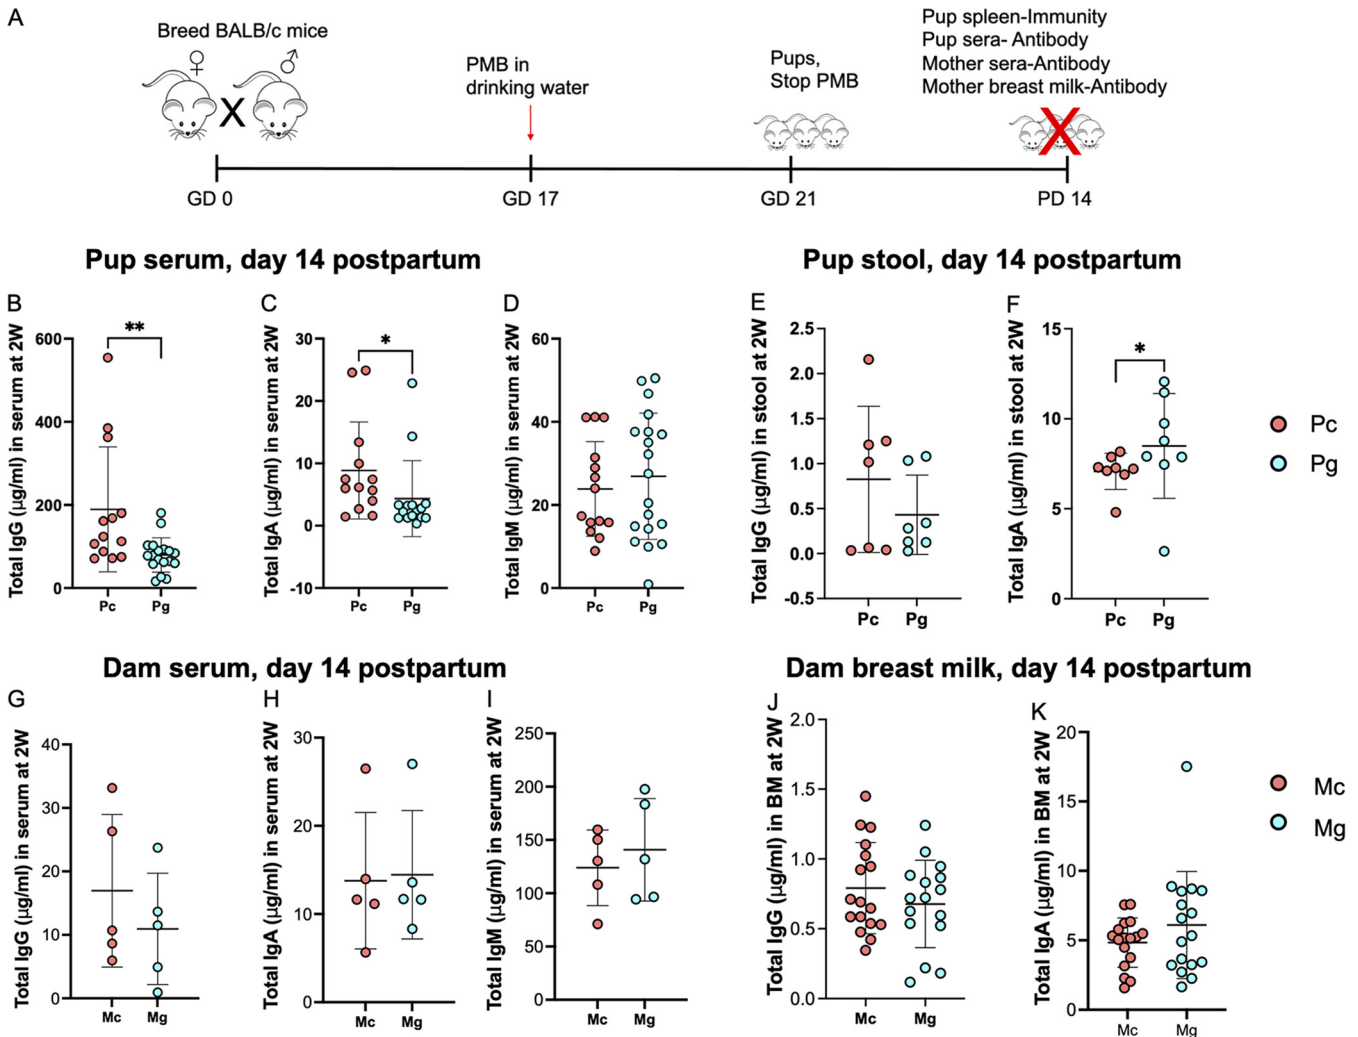 A
Breed BALB/c mice
♀
♂
X
PMB in
drinking water
Pups,
Stop PMB
Pup spleen-Immunity
Pup sera- Antibody
Mother sera-Antibody
Mother breast milk-Antibody
X
GD 0
GD 17
GD 21
PD 14
Pup serum, day 14 postpartum
B
Total IgG (µg/ml) in serum at 2W
**
600
400
200
0
Pc
Pg
C
Total IgA (µg/ml) in serum at 2W
*
30
20
10
0
-10
Pc
Pg
D
Total IgM (µg/ml) in serum at 2W
60
40
20
0
Pc
Pg
Pup stool, day 14 postpartum
E
Total IgG (µg/ml) in stool at 2W
2.5
2.0
1.5
1.0
0.5
0.0
-0.5
Pc
Pg
F
Total IgA (µg/ml) in stool at 2W
*
15
10
5
0
Pc
Pg
Pc
Pg
Dam serum, day 14 postpartum
G
Total IgG (µg/ml) in serum at 2W
40
30
20
10
0
Mc
Mg
H
Total IgA (µg/ml) in serum at 2W
30
20
10
0
Mc
Mg
I
Total IgM (µg/ml) in serum at 2W
250
200
150
100
50
0
Mc
Mg
Dam breast milk, day 14 postpartum
J
Total IgG (µg/ml) in BM at 2W
2.0
1.5
1.0
0.5
0.0
Mc
Mg
K
Total IgA (µg/ml) in BM at 2W
20
15
10
5
0
Mc
Mg
Mc
Mg